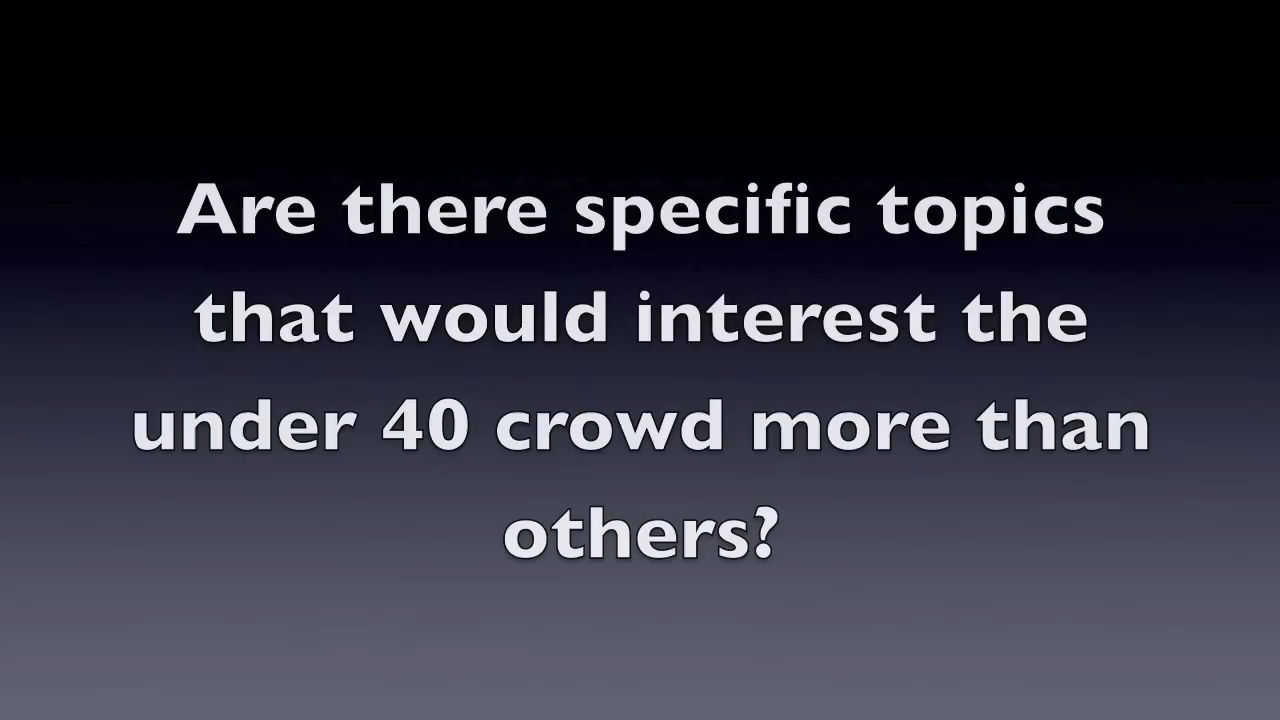 Are there specific topics
that would interest the
under 40 crowd more than
others?